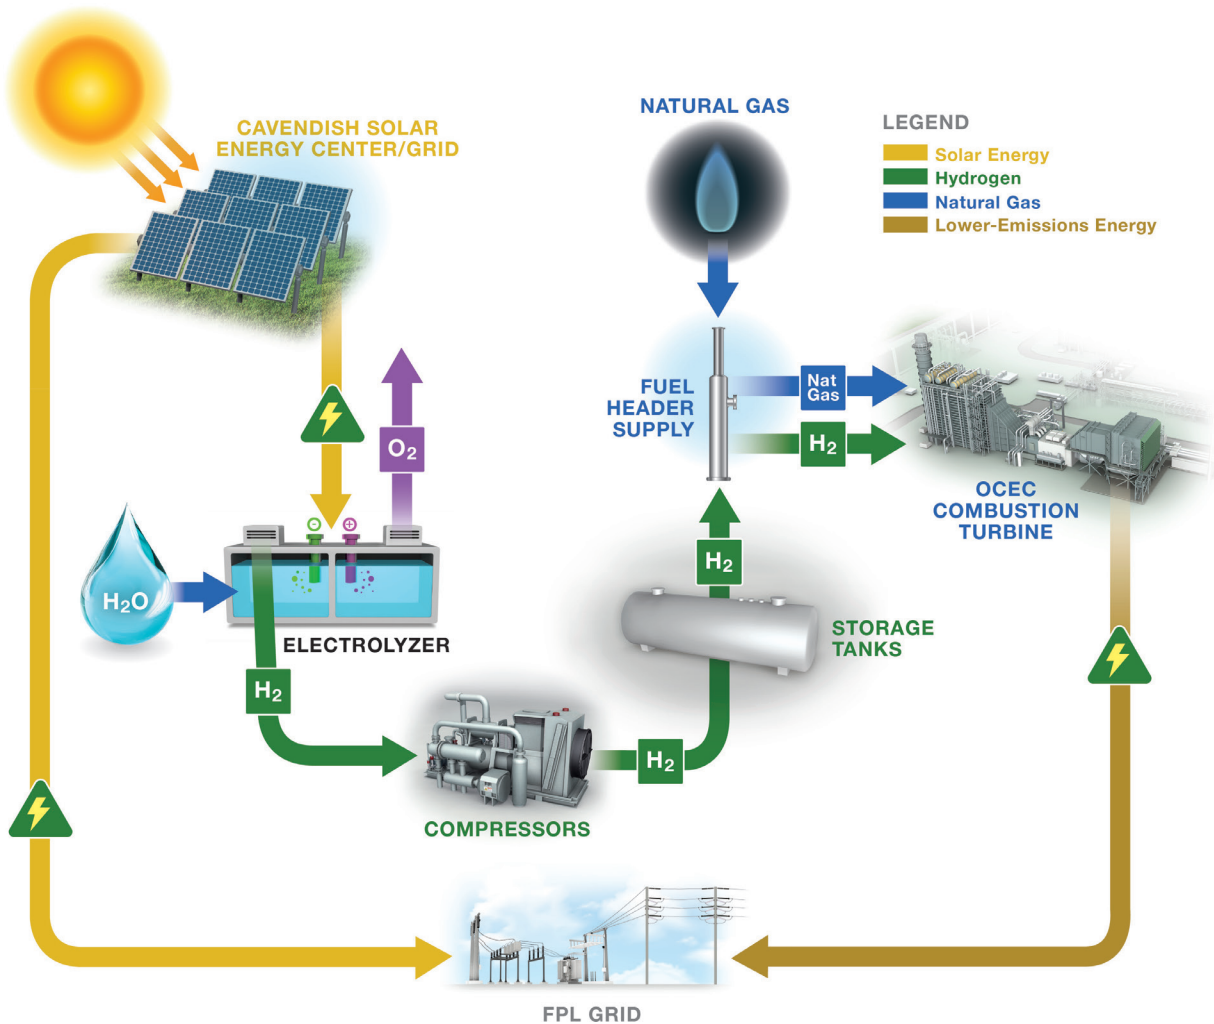 CAVENDISH SOLAR
ENERGY CENTER/GRID
NATURAL GAS
LEGEND
Solar Energy
Hydrogen
Natural Gas
Lower-Emissions Energy
FUEL
HEADER
SUPPLY
Nat
Gas
H₂
O₂
OCEC
COMBUSTION
TURBINE
H₂O
ELECTROLYZER
H₂
STORAGE
TANKS
H₂
H₂
COMPRESSORS
FPL GRID